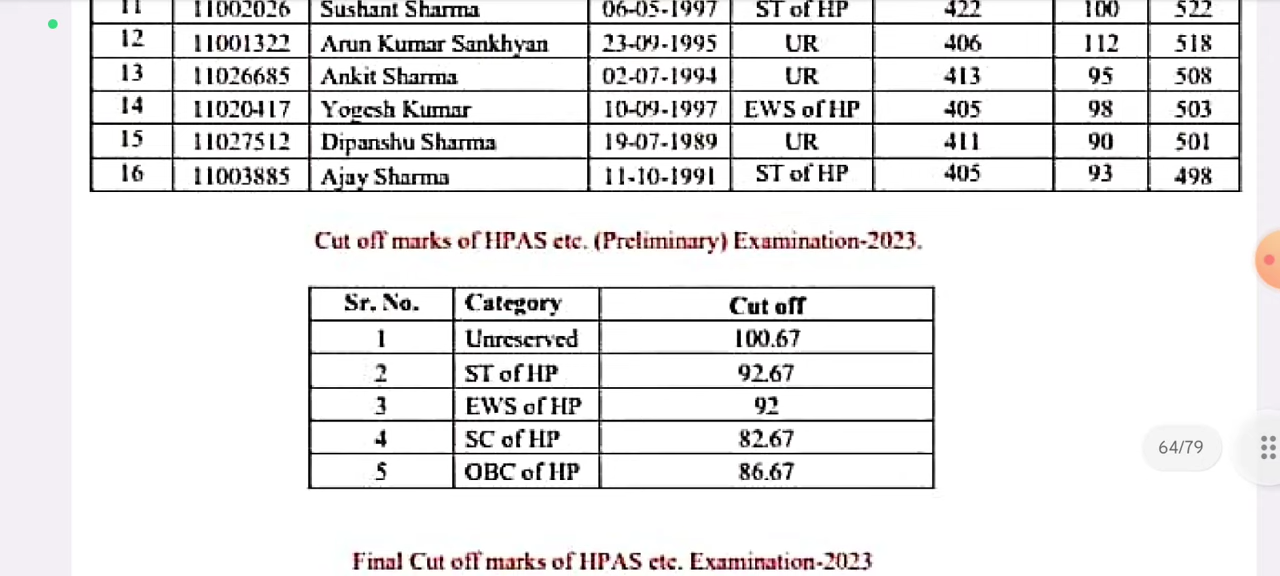 11 11002026 Sushant Sharma 06-05-1997 ST of HP 422 100 522
12 11001322 Arun Kumar Sankhyan 23-09-1995 UR 406 112 518
13 11026685 Ankit Sharma 02-07-1994 UR 413 95 508
14 11020417 Yogesh Kumar 10-09-1997 EWS of HP 405 98 503
15 11027512 Dipanshu Sharma 19-07-1989 UR 411 90 501
16 11003885 Ajay Sharma 11-10-1991 ST of HP 405 93 498
Cut off marks of HPAS etc. (Preliminary) Examination-2023.
Sr. No. Category Cut off
1 Unreserved 100.67
2 ST of HP 92.67
3 EWS of HP 92
4 SC of HP 82.67
5 OBC of HP 86.67
64/79
Final Cut off marks of HPAS etc. Examination-2023